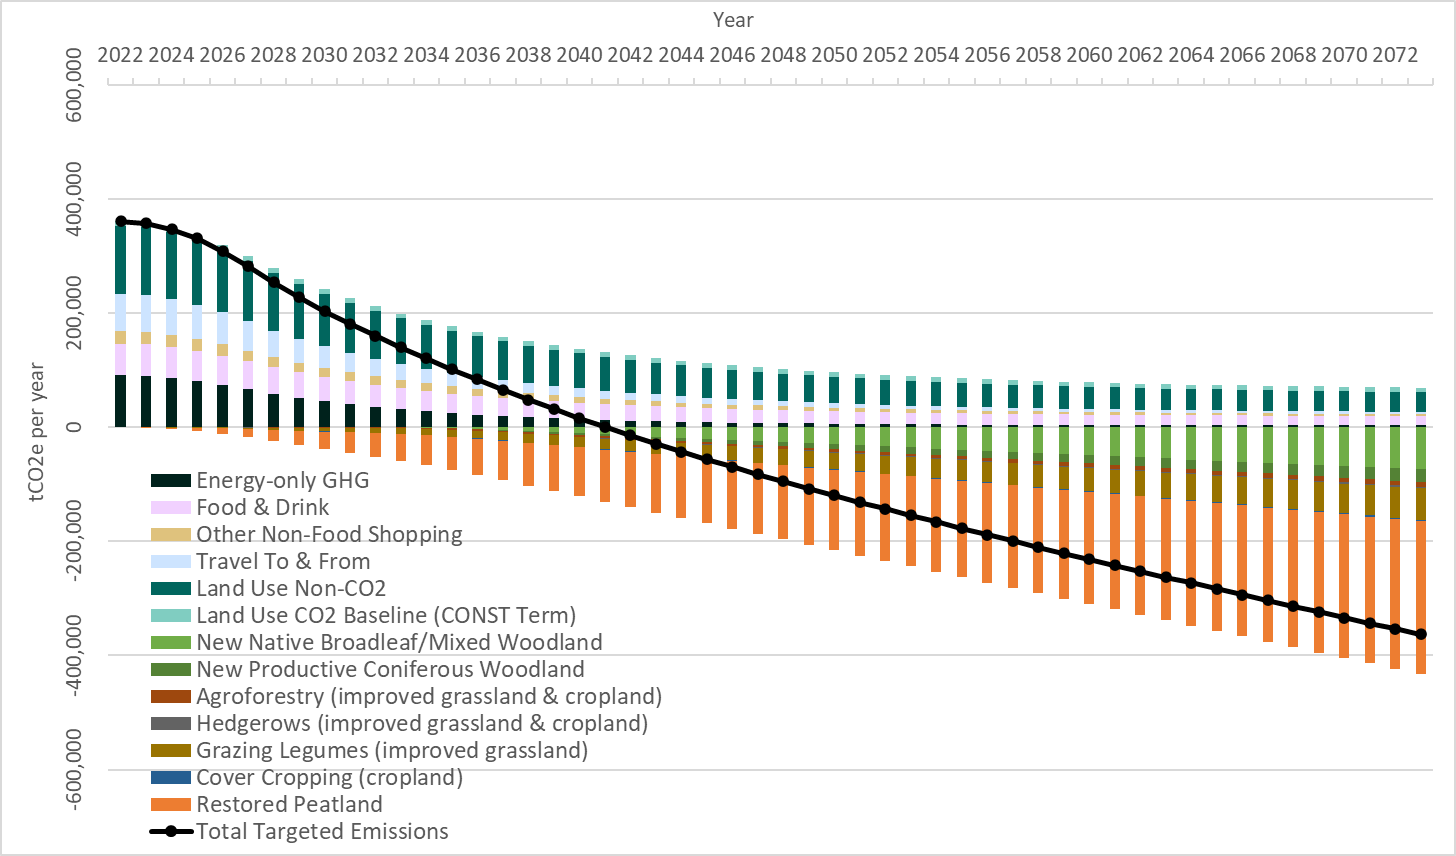 Year
2022 2024 2026 2028 2030 2032 2034 2036 2038 2040 2042 2044 2046 2048 2050 2052 2054 2056 2058 2060 2062 2064 2066 2068 2070 2072
600,000
400,000
200,000
0
-200,000
-400,000
-600,000
tCO2e per year
Energy-only GHG
Food & Drink
Other Non-Food Shopping
Travel To & From
Land Use Non-CO2
Land Use CO2 Baseline (CONST Term)
New Native Broadleaf/Mixed Woodland
New Productive Coniferous Woodland
Agroforestry (improved grassland & cropland)
Hedgerows (improved grassland & cropland)
Grazing Legumes (improved grassland)
Cover Cropping (cropland)
Restored Peatland
Total Targeted Emissions